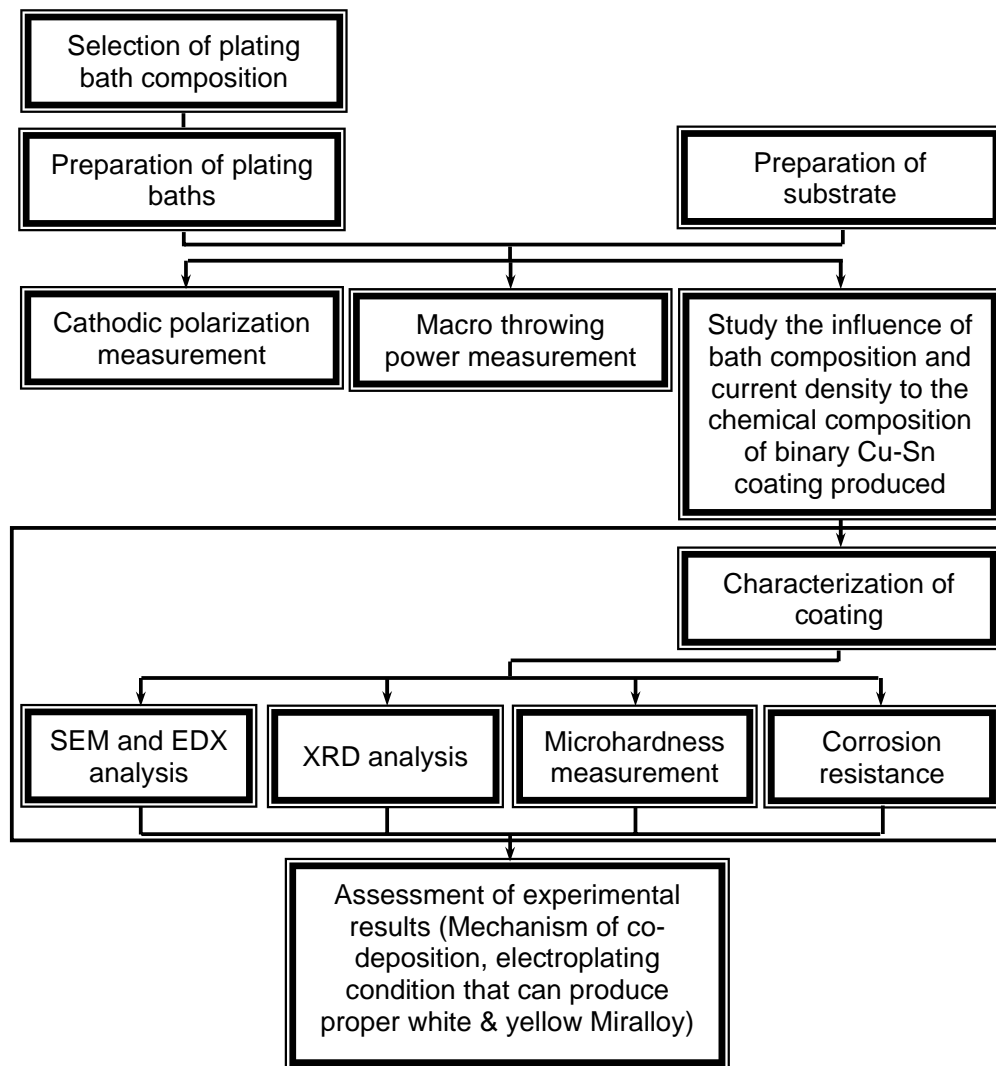 Selection of plating
bath composition
Preparation of plating
baths
Preparation of
substrate
Cathodic polarization
measurement
Macro throwing
power measurement
Study the influence of
bath composition and
current density to the
chemical composition
of binary Cu-Sn
coating produced
Characterization of
coating
SEM and EDX
analysis
XRD analysis
Microhardness
measurement
Corrosion
resistance
Assessment of experimental
results (Mechanism of co-
deposition, electroplating
condition that can produce
proper white & yellow Miralloy)